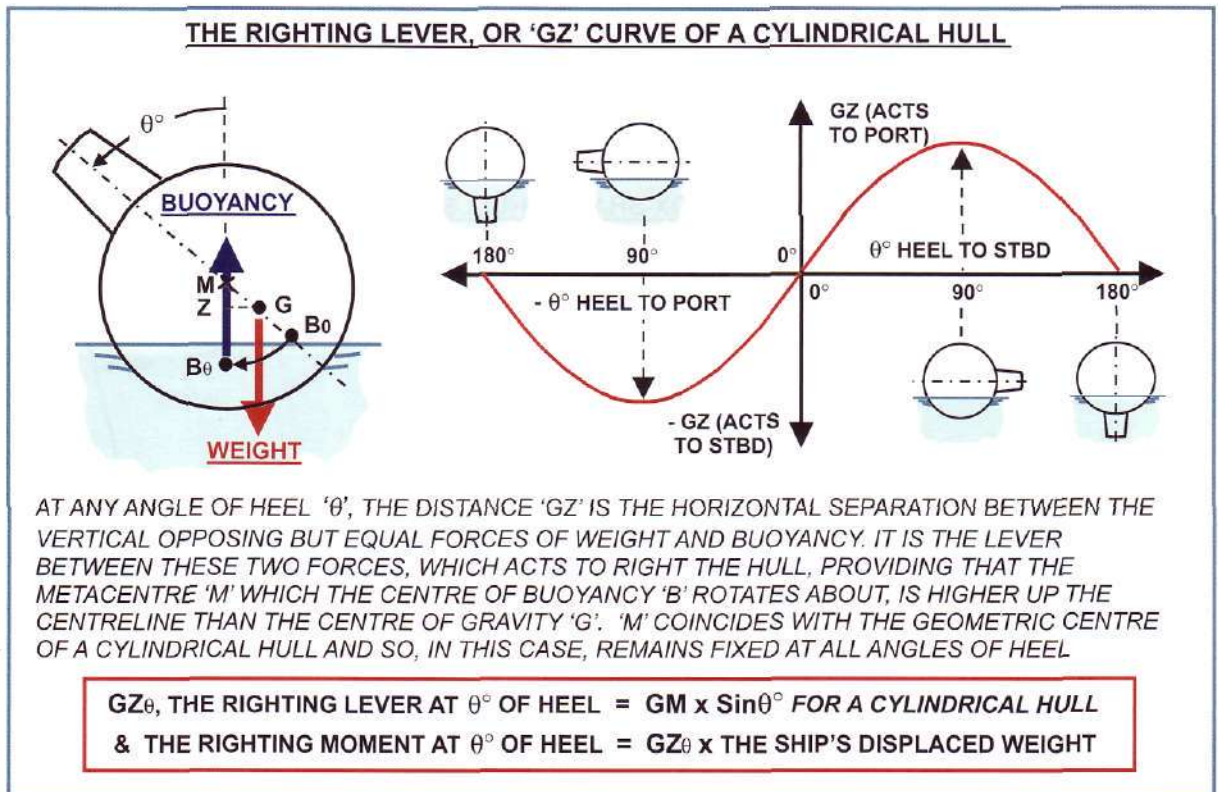 THE RIGHTING LEVER, OR ‘GZ’ CURVE OF A CYLINDRICAL HULL
θ°
BUOYANCY
M
Z
G
B0
Bθ
WEIGHT
GZ (ACTS
TO PORT)
180°
90°
0°
θ° HEEL TO STBD
- θ° HEEL TO PORT
0°
90°
180°
- GZ (ACTS
TO STBD)
AT ANY ANGLE OF HEEL ‘θ’, THE DISTANCE ‘GZ’ IS THE HORIZONTAL SEPARATION BETWEEN THE
VERTICAL OPPOSING BUT EQUAL FORCES OF WEIGHT AND BUOYANCY. IT IS THE LEVER
BETWEEN THESE TWO FORCES, WHICH ACTS TO RIGHT THE HULL, PROVIDING THAT THE
METACENTRE ‘M’ WHICH THE CENTRE OF BUOYANCY ‘B’ ROTATES ABOUT, IS HIGHER UP THE
CENTRELINE THAN THE CENTRE OF GRAVITY ‘G’. ‘M’ COINCIDES WITH THE GEOMETRIC CENTRE
OF A CYLINDRICAL HULL AND SO, IN THIS CASE, REMAINS FIXED AT ALL ANGLES OF HEEL
GZθ, THE RIGHTING LEVER AT θ° OF HEEL = GM x Sinθ° FOR A CYLINDRICAL HULL
& THE RIGHTING MOMENT AT θ° OF HEEL = GZθ x THE SHIP’S DISPLACED WEIGHT